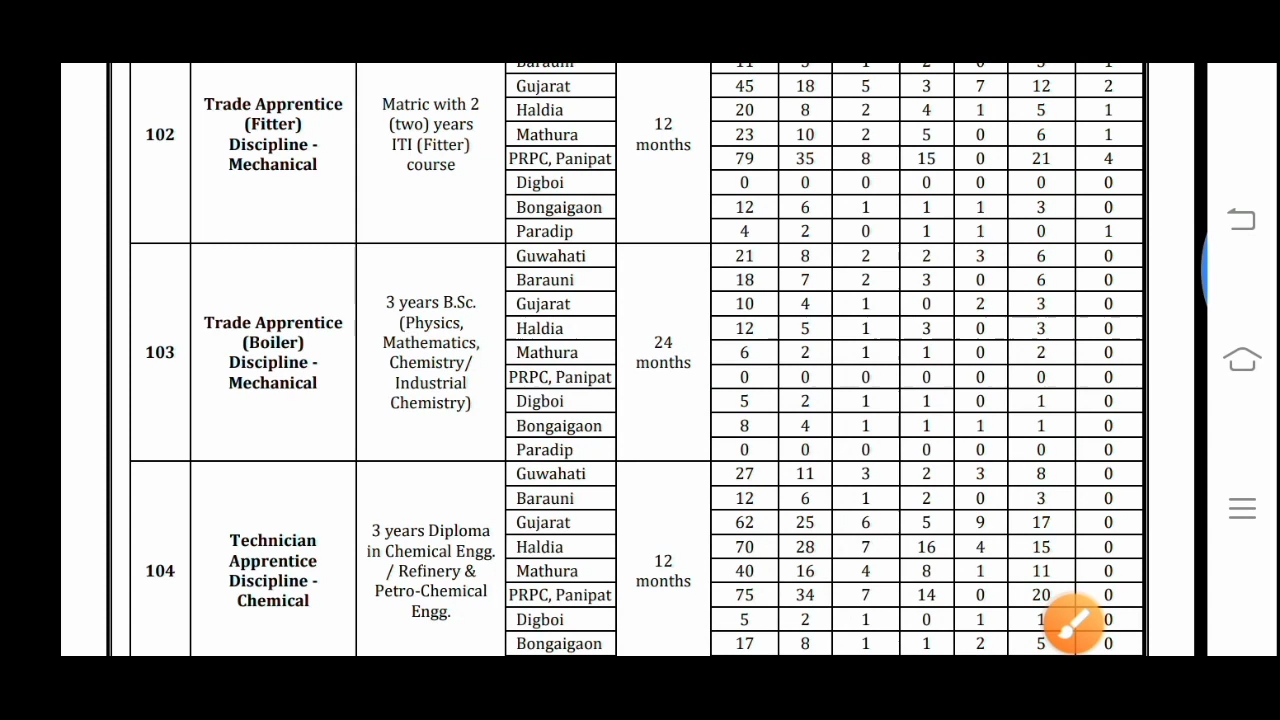 Barauni 11 2 1
102 Trade Apprentice (Fitter) Discipline - Mechanical Matric with 2 (two) years ITI (Fitter) course 12 months
Gujarat 45 18 5 3 7 12 2
Haldia 20 8 2 4 1 5 1
Mathura 23 10 2 5 0 6 1
PRPC, Panipat 79 35 8 15 0 21 4
Digboi 0 0 0 0 0 0 0
Bongaigaon 12 6 1 1 1 3 0
Paradip 4 2 0 1 1 0 1
103 Trade Apprentice (Boiler) Discipline - Mechanical 3 years B.Sc. (Physics, Mathematics, Chemistry/ Industrial Chemistry) 24 months
Guwahati 21 8 2 2 3 6 0
Barauni 18 7 2 3 0 6 0
Gujarat 10 4 1 0 2 3 0
Haldia 12 5 1 3 0 3 0
Mathura 6 2 1 1 0 2 0
PRPC, Panipat 0 0 0 0 0 0 0
Digboi 5 2 1 1 0 1 0
Bongaigaon 8 4 1 1 1 1 0
Paradip 0 0 0 0 0 0 0
104 Technician Apprentice Discipline - Chemical 3 years Diploma in Chemical Engg. / Refinery & Petro-Chemical Engg. 12 months
Guwahati 27 11 3 2 3 8 0
Barauni 12 6 1 2 0 3 0
Gujarat 62 25 6 5 9 17 0
Haldia 70 28 7 16 4 15 0
Mathura 40 16 4 8 1 11 0
PRPC, Panipat 75 34 7 14 0 20 0
Digboi 5 2 1 0 1 1 0
Bongaigaon 17 8 1 1 2 5 0